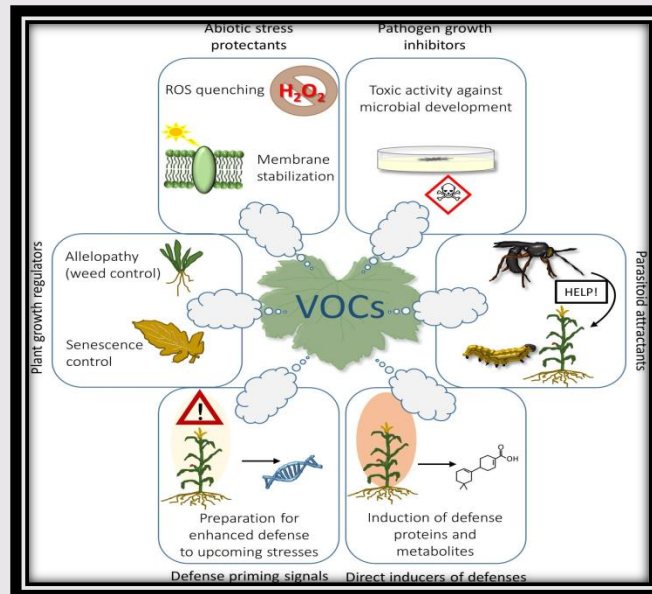 Abiotic stress
protectants
Pathogen growth
inhibitors
ROS quenching
H₂O₂
Membrane
stabilization
Toxic activity against
microbial development
Plant growth regulators
Allelopathy
(weed control)
Senescence
control
VOCs
HELP!
Parasitoid attractants
!
Preparation for
enhanced defense
to upcoming stresses
O
OH
Induction of defense
proteins and
metabolites
Defense priming signals
Direct inducers of defenses